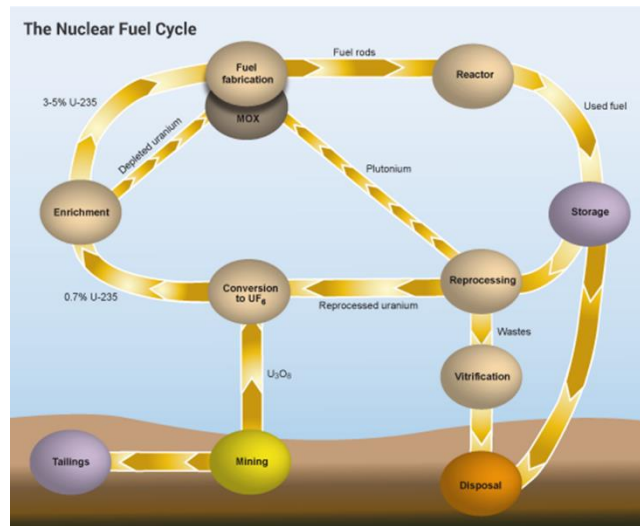 The Nuclear Fuel Cycle
Fuel
fabrication
MOX
Fuel rods
Reactor
3-5% U-235
Used fuel
Depleted uranium
Plutonium
Enrichment
Storage
Conversion
to UF₆
Reprocessing
0.7% U-235
Reprocessed uranium
Wastes
U₃O₈
Vitrification
Tailings
Mining
Disposal